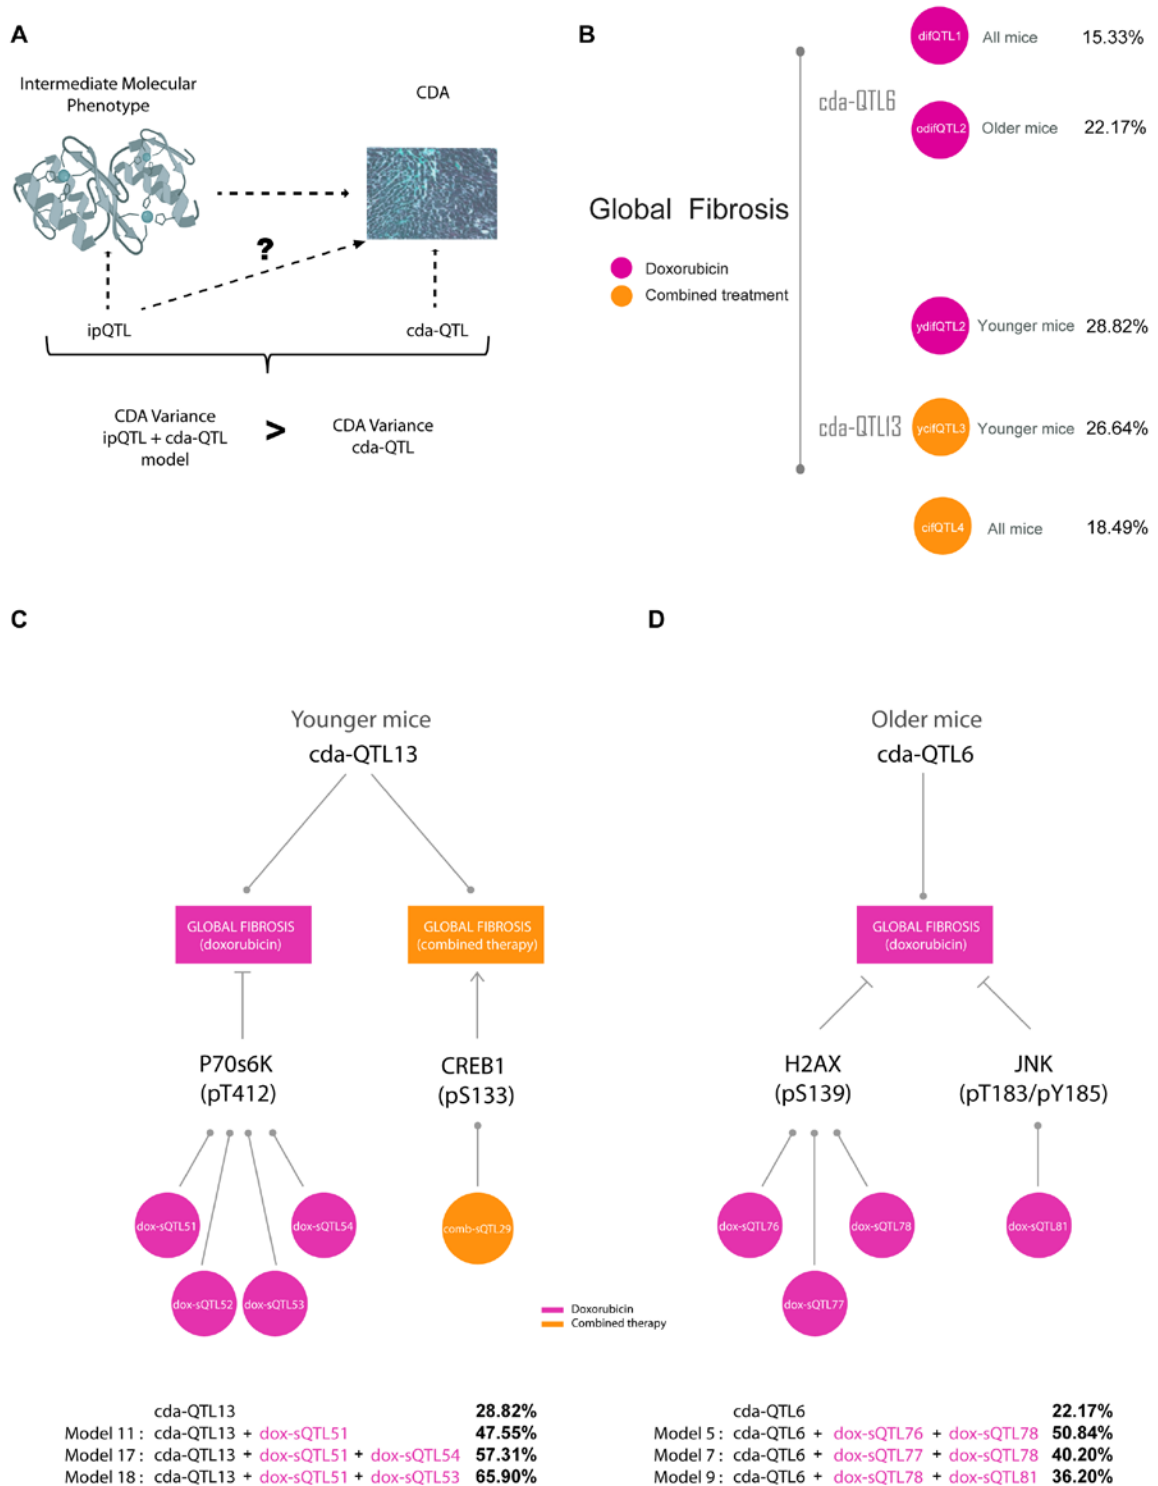 A
Intermediate Molecular
Phenotype
CDA
?
ipQTL
cda-QTL
CDA Variance
ipQTL + cda-QTL
model
>
CDA Variance
cda-QTL
B
Global Fibrosis
Doxorubicin
Combined treatment
cda-QTL6
difQTL1 All mice 15.33%
odifQTL2 Older mice 22.17%
ydifQTL2 Younger mice 28.82%
cda-QTL13
ycifQTL3 Younger mice 26.64%
cifQTL4 All mice 18.49%
C
Younger mice
cda-QTL13
GLOBAL FIBROSIS
(doxorubicin)
GLOBAL FIBROSIS
(combined therapy)
P70s6K
(pT412)
CREB1
(pS133)
dox-sQTL51
dox-sQTL54
comb-sQTL29
dox-sQTL52
dox-sQTL53
Doxorubicin
Combined therapy
cda-QTL13 28.82%
Model 11 : cda-QTL13 + dox-sQTL51 47.55%
Model 17 : cda-QTL13 + dox-sQTL51 + dox-sQTL54 57.31%
Model 18 : cda-QTL13 + dox-sQTL51 + dox-sQTL53 65.90%
D
Older mice
cda-QTL6
GLOBAL FIBROSIS
(doxorubicin)
H2AX
(pS139)
JNK
(pT183/pY185)
dox-sQTL76
dox-sQTL78
dox-sQTL81
dox-sQTL77
cda-QTL6 22.17%
Model 5 : cda-QTL6 + dox-sQTL76 + dox-sQTL78 50.84%
Model 7 : cda-QTL6 + dox-sQTL77 + dox-sQTL78 40.20%
Model 9 : cda-QTL6 + dox-sQTL78 + dox-sQTL81 36.20%